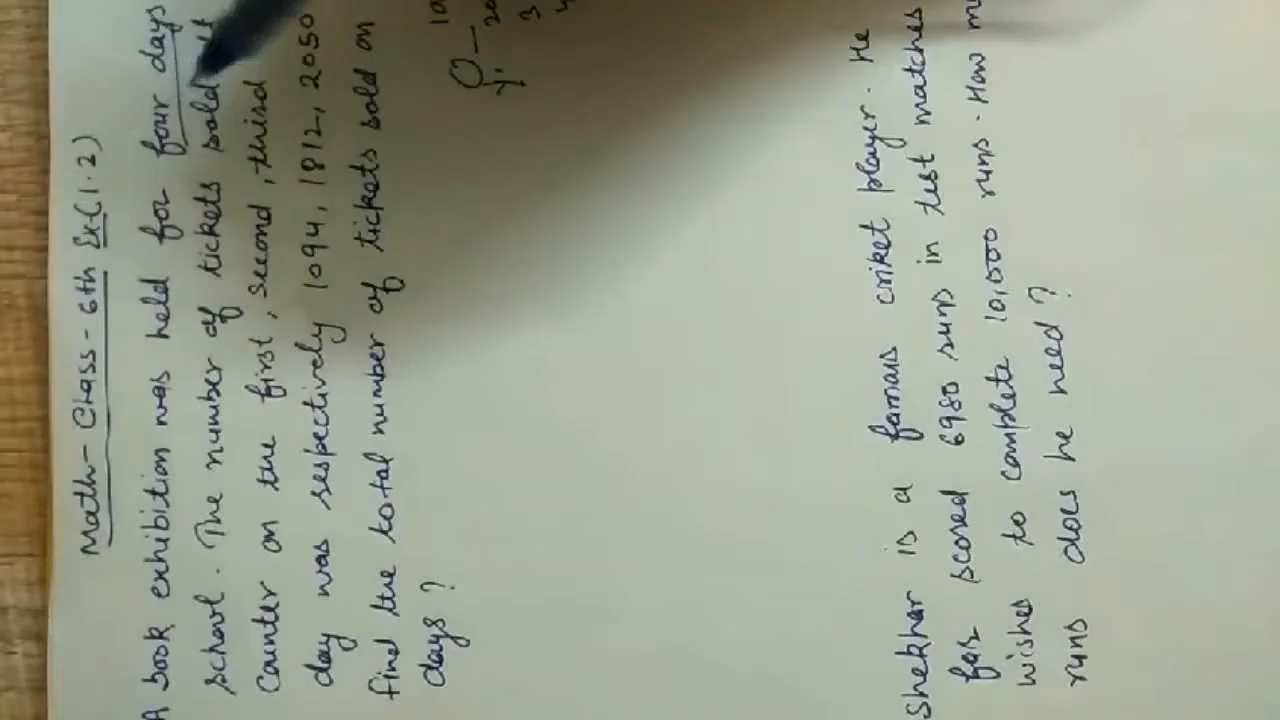 Math - Class - 6th Ex-(1.2)
A book exhibition was held for four days
school. The number of tickets sold
Counter on the first, second, third
day was respectively 1094, 1812, 2050
find the total number of tickets sold on
days?
Shekhar is a famais criket player. He
far scored 6980 runs in test matches
wishes to complete 10,000 runs. How
runs does he need?